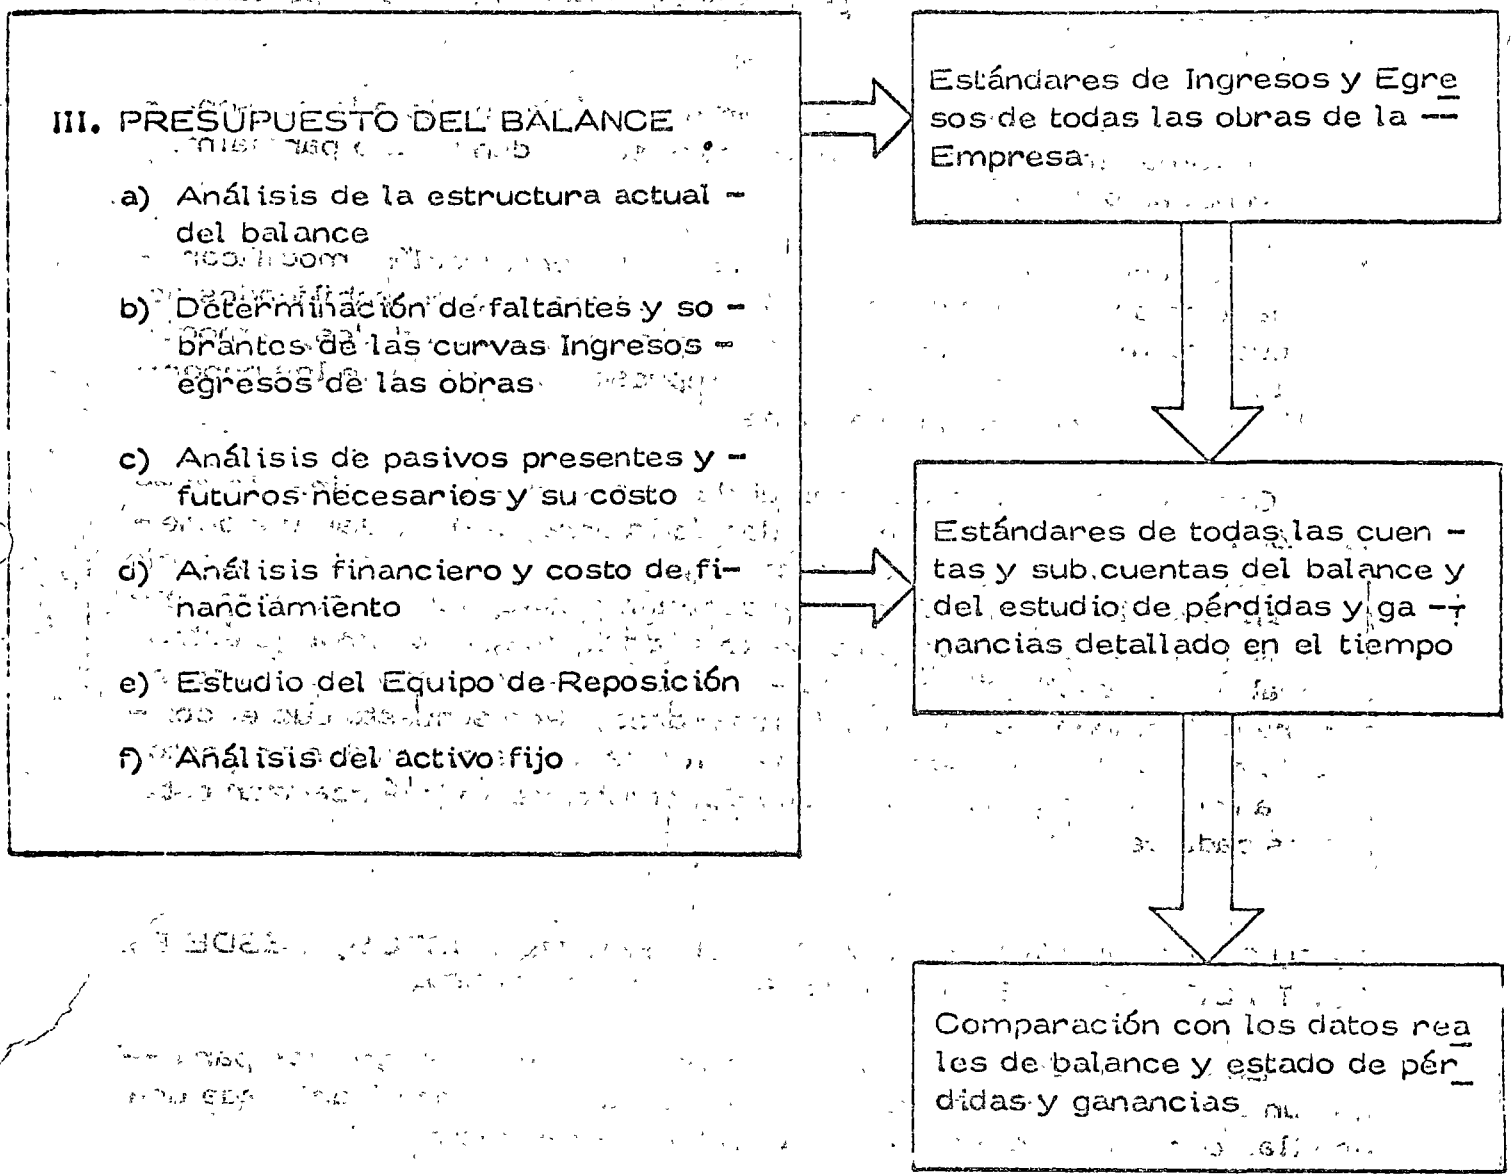 III. PRESUPUESTO DEL BALANCE
a) Análisis de la estructura actual -
del balance
b) Determinación de faltantes y so -
brantes de las curvas Ingresos -
egresos de las obras
c) Análisis de pasivos presentes y -
futuros necesarios y su costo
d) Análisis financiero y costo de fi-
nanciamiento
e) Estudio del Equipo de Reposición
f) Análisis del activo fijo
Estándares de Ingresos y Egre
sos de todas las obras de la --
Empresa
Estándares de todas las cuen -
tas y sub.cuentas del balance y
del estudio de pérdidas y ga --
nancias detallado en el tiempo
Comparación con los datos rea
les de balance y estado de pér
didas y ganancias